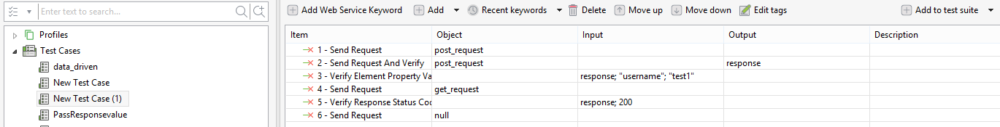 Enter text to search...
Profiles
Test Cases
data_driven
New Test Case
New Test Case (1)
PassResponsevalue
Add Web Service Keyword Add Recent keywords Delete Move up Move down Edit tags Add to test suite
Item Object Input Output Description
1 - Send Request post_request
2 - Send Request And Verify post_request response
3 - Verify Element Property Va response; "username"; "test1"
4 - Send Request get_request
5 - Verify Response Status Coc response; 200
6 - Send Request null